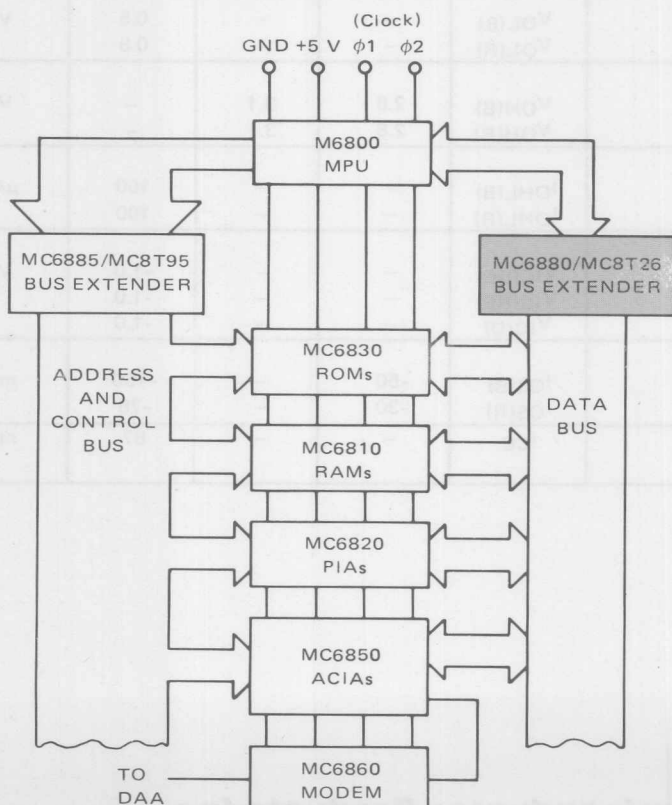 (Clock)
GND +5 V ϕ1 ϕ2
M6800
MPU
MC6885/MC8T95
BUS EXTENDER
MC6880/MC8T26
BUS EXTENDER
MC6830
ROMs
ADDRESS
AND
CONTROL
BUS
DATA
BUS
MC6810
RAMs
MC6820
PIAs
MC6850
ACIAs
TO
DAA
MC6860
MODEM